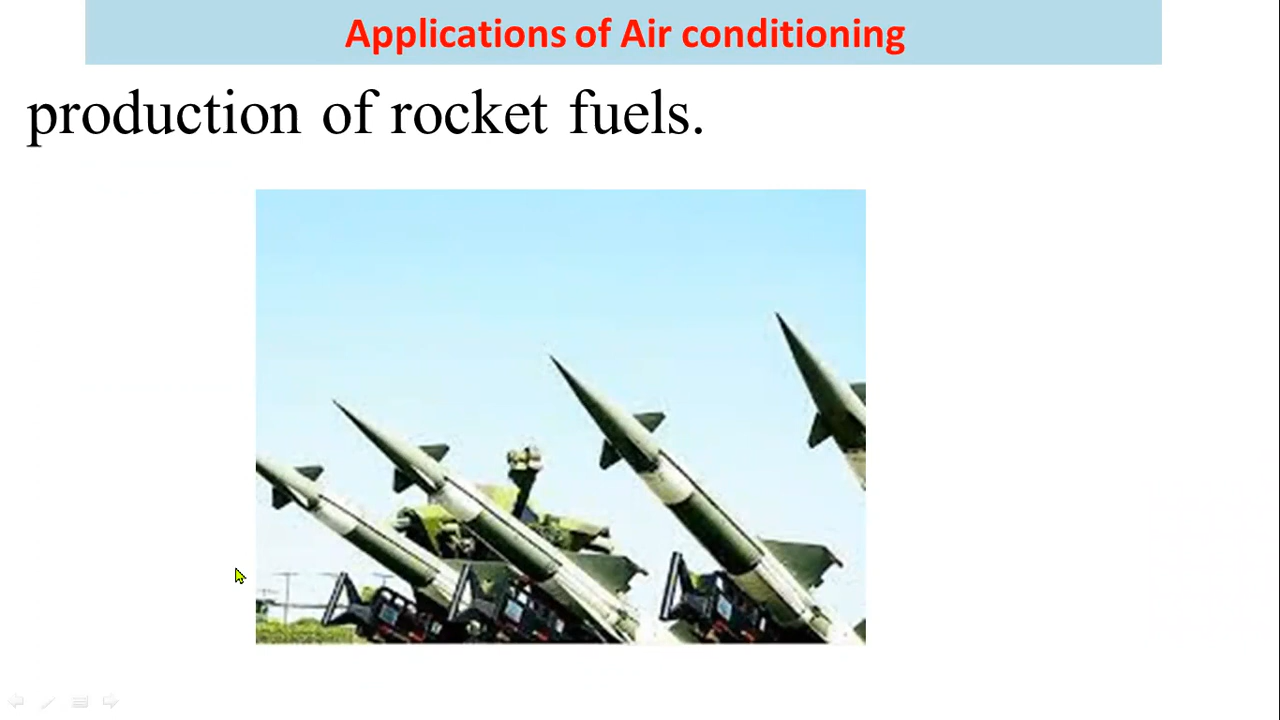 Applications of Air conditioning
production of rocket fuels.